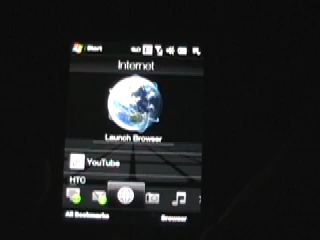 Start
Internet
Launch Browser
YouTube
HTC
All Bookmarks
Browser